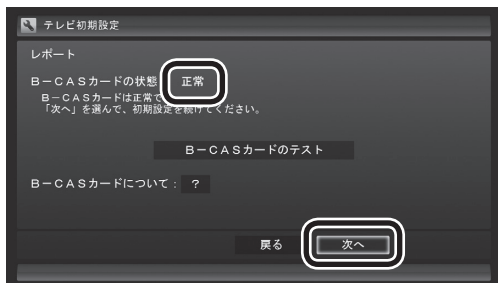 テレビ初期設定
レポート
B-CASカードの状態 正常
B-CASカードは正常で
「次へ」を選んで、初期設定を続けてください。
B-CASカードのテスト
B-CASカードについて: ?
戻る 次へ